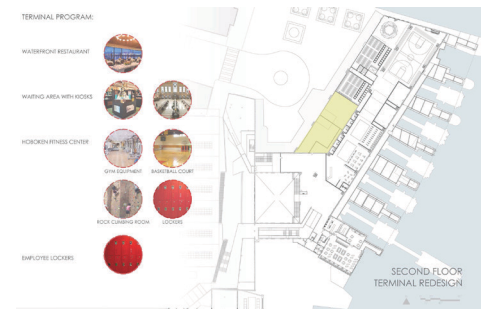 TERMINAL PROGRAM:
WATERFRONT RESTAURANT
WAITING AREA WITH KIOSKS
HOBOKEN FITNESS CENTER
GYM EQUIPMENT
BASKETBALL COURT
ROCK CLIMBING ROOM
LOCKERS
EMPLOYEE LOCKERS
SECOND FLOOR
TERMINAL REDESIGN